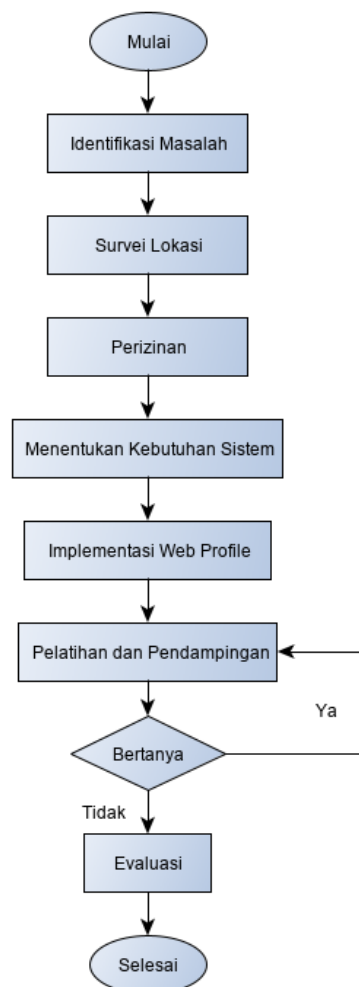 Mulai
Identifikasi Masalah
Survei Lokasi
Perizinan
Menentukan Kebutuhan Sistem
Implementasi Web Profile
Pelatihan dan Pendampingan
Ya
Bertanya
Tidak
Evaluasi
Selesai